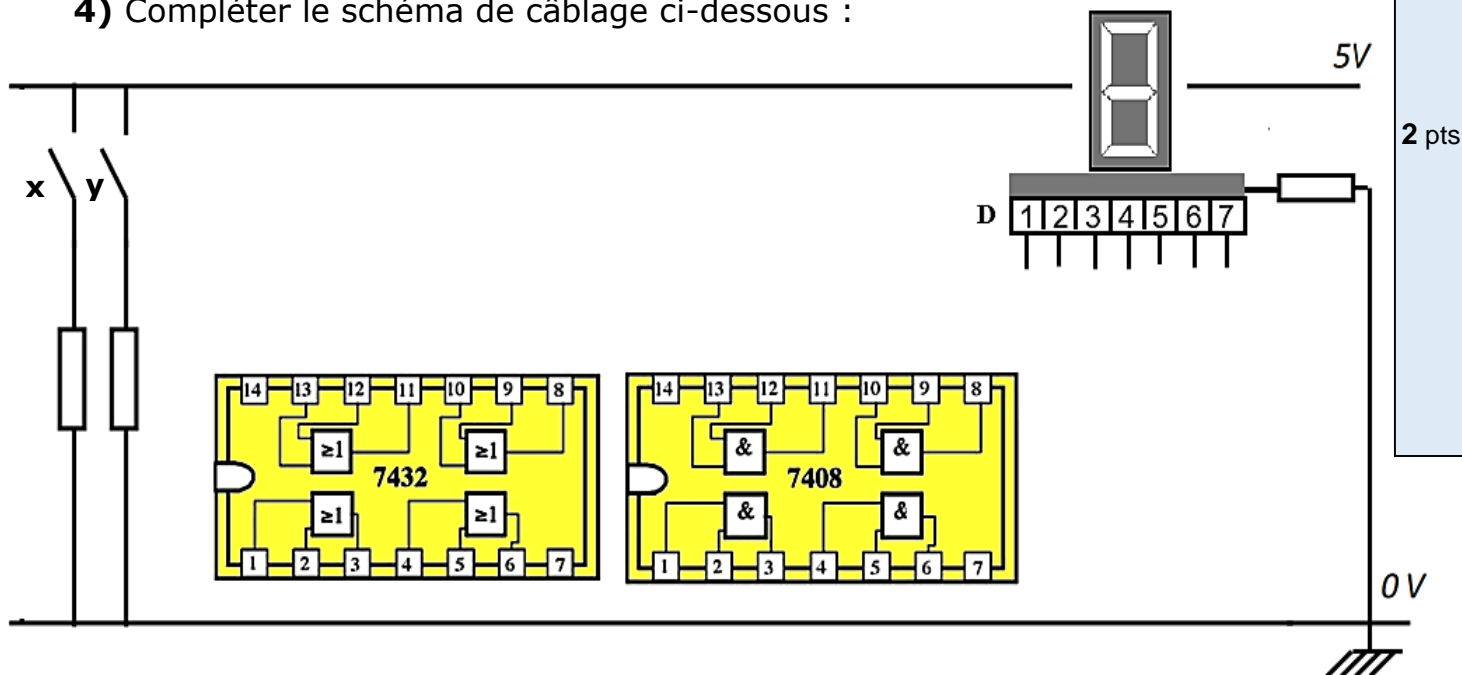 4) Compléter le schéma de câblage ci-dessous :
5V
2 pts
x y
D 1 2 3 4 5 6 7
14 13 12 11 10 9 8
≥1 ≥1
7432
≥1 ≥1
1 2 3 4 5 6 7
14 13 12 11 10 9 8
& &
7408
& &
1 2 3 4 5 6 7
0 V